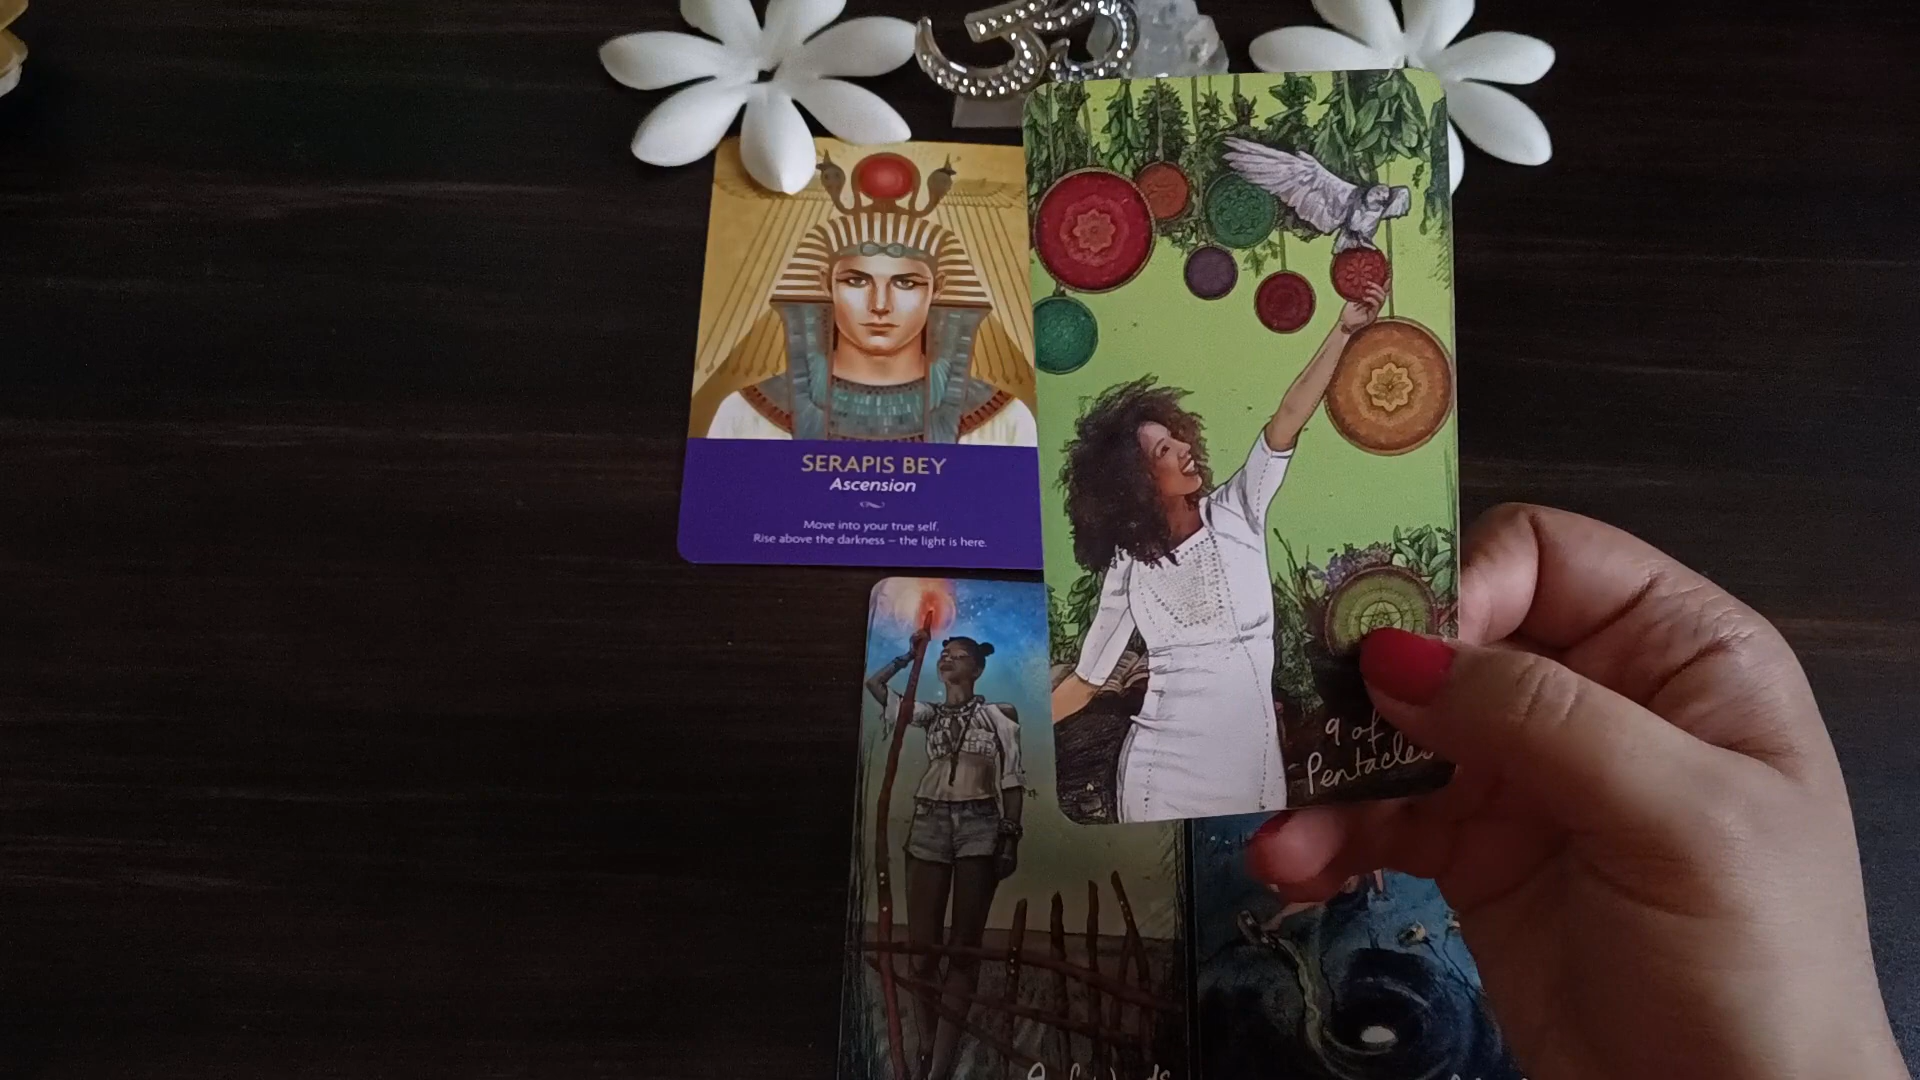 SERAPIS BEY
Ascension
Move into your true self.
Rise above the darkness – the light is here.
9 of
Pentacles